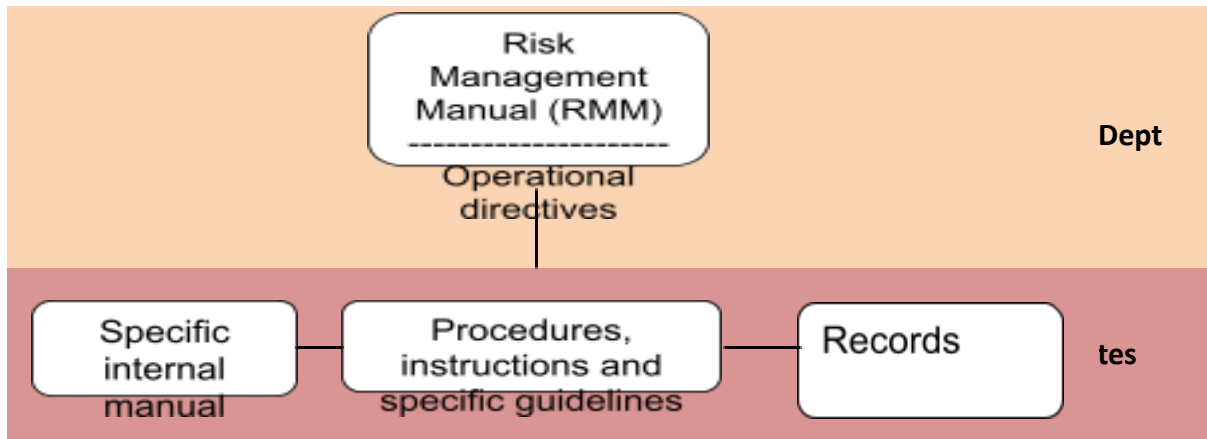 Risk
Management
Manual (RMM)
---------------------
Operational
directives
Dept
Specific
internal
manual
Procedures,
instructions and
specific guidelines
Records
tes